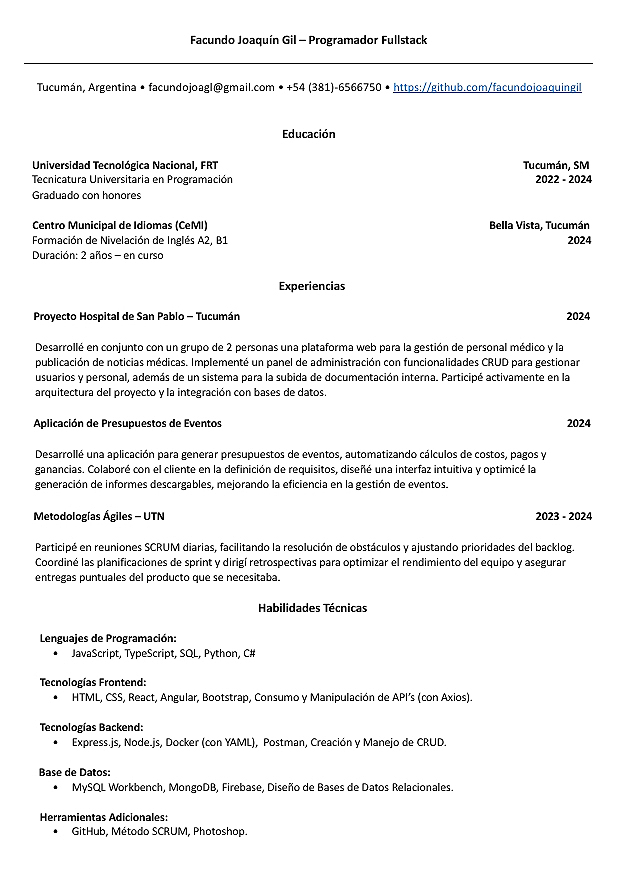 Facundo Joaquín Gil – Programador Fullstack
Tucumán, Argentina • facundojoagl@gmail.com • +54 (381)-6566750 • https://github.com/facundojoaquingil
Educación
Universidad Tecnológica Nacional, FRT Tucumán, SM
Tecnicatura Universitaria en Programación 2022 - 2024
Graduado con honores
Centro Municipal de Idiomas (CeMI) Bella Vista, Tucumán
Formación de Nivelación de Inglés A2, B1 2024
Duración: 2 años – en curso
Experiencias
Proyecto Hospital de San Pablo – Tucumán 2024
Desarrollé en conjunto con un grupo de 2 personas una plataforma web para la gestión de personal médico y la
publicación de noticias médicas. Implementé un panel de administración con funcionalidades CRUD para gestionar
usuarios y personal, además de un sistema para la subida de documentación interna. Participé activamente en la
arquitectura del proyecto y la integración con bases de datos.
Aplicación de Presupuestos de Eventos 2024
Desarrollé una aplicación para generar presupuestos de eventos, automatizando cálculos de costos, pagos y
ganancias. Colaboré con el cliente en la definición de requisitos, diseñé una interfaz intuitiva y optimicé la
generación de informes descargables, mejorando la eficiencia en la gestión de eventos.
Metodologías Ágiles – UTN 2023 - 2024
Participé en reuniones SCRUM diarias, facilitando la resolución de obstáculos y ajustando prioridades del backlog.
Coordiné las planificaciones de sprint y dirigí retrospectivas para optimizar el rendimiento del equipo y asegurar
entregas puntuales del producto que se necesitaba.
Habilidades Técnicas
Lenguajes de Programación:
• JavaScript, TypeScript, SQL, Python, C#
Tecnologías Frontend:
• HTML, CSS, React, Angular, Bootstrap, Consumo y Manipulación de API's (con Axios).
Tecnologías Backend:
• Express.js, Node.js, Docker (con YAML), Postman, Creación y Manejo de CRUD.
Base de Datos:
• MySQL Workbench, MongoDB, Firebase, Diseño de Bases de Datos Relacionales.
Herramientas Adicionales:
• GitHub, Método SCRUM, Photoshop.